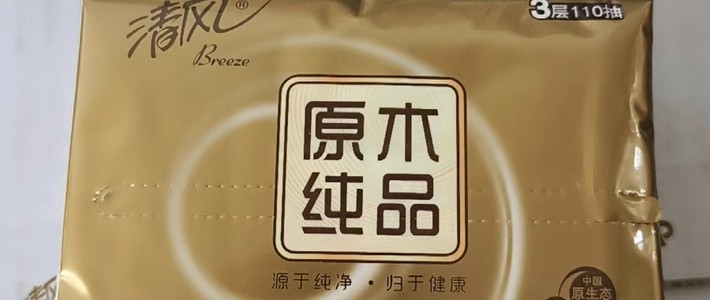 清风®
Breeze
3层110抽
原木
纯品
源于纯净·归于健康
中国
原生态